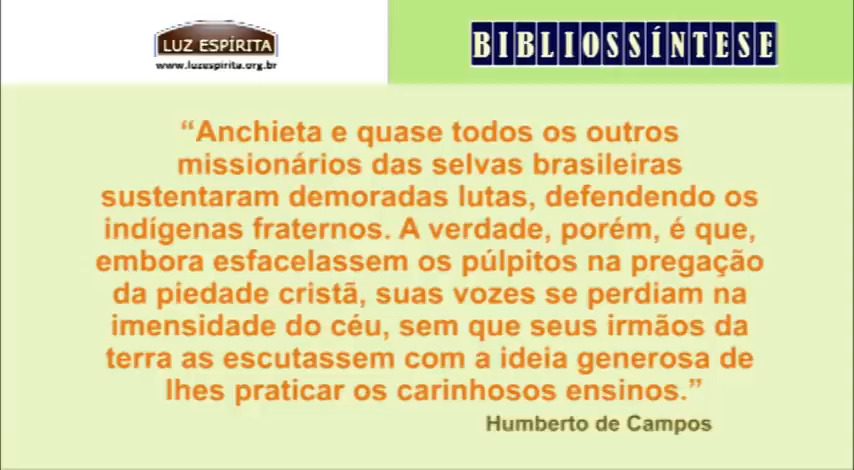 LUZ ESPÍRITA
www.luzespirita.org.br
BIBLIOSSÍNTESE
“Anchieta e quase todos os outros
missionários das selvas brasileiras
sustentaram demoradas lutas, defendendo os
indígenas fraternos. A verdade, porém, é que,
embora esfacelassem os púlpitos na pregação
da piedade cristã, suas vozes se perdiam na
imensidade do céu, sem que seus irmãos da
terra as escutassem com a ideia generosa de
lhes praticar os carinhosos ensinos.”
Humberto de Campos